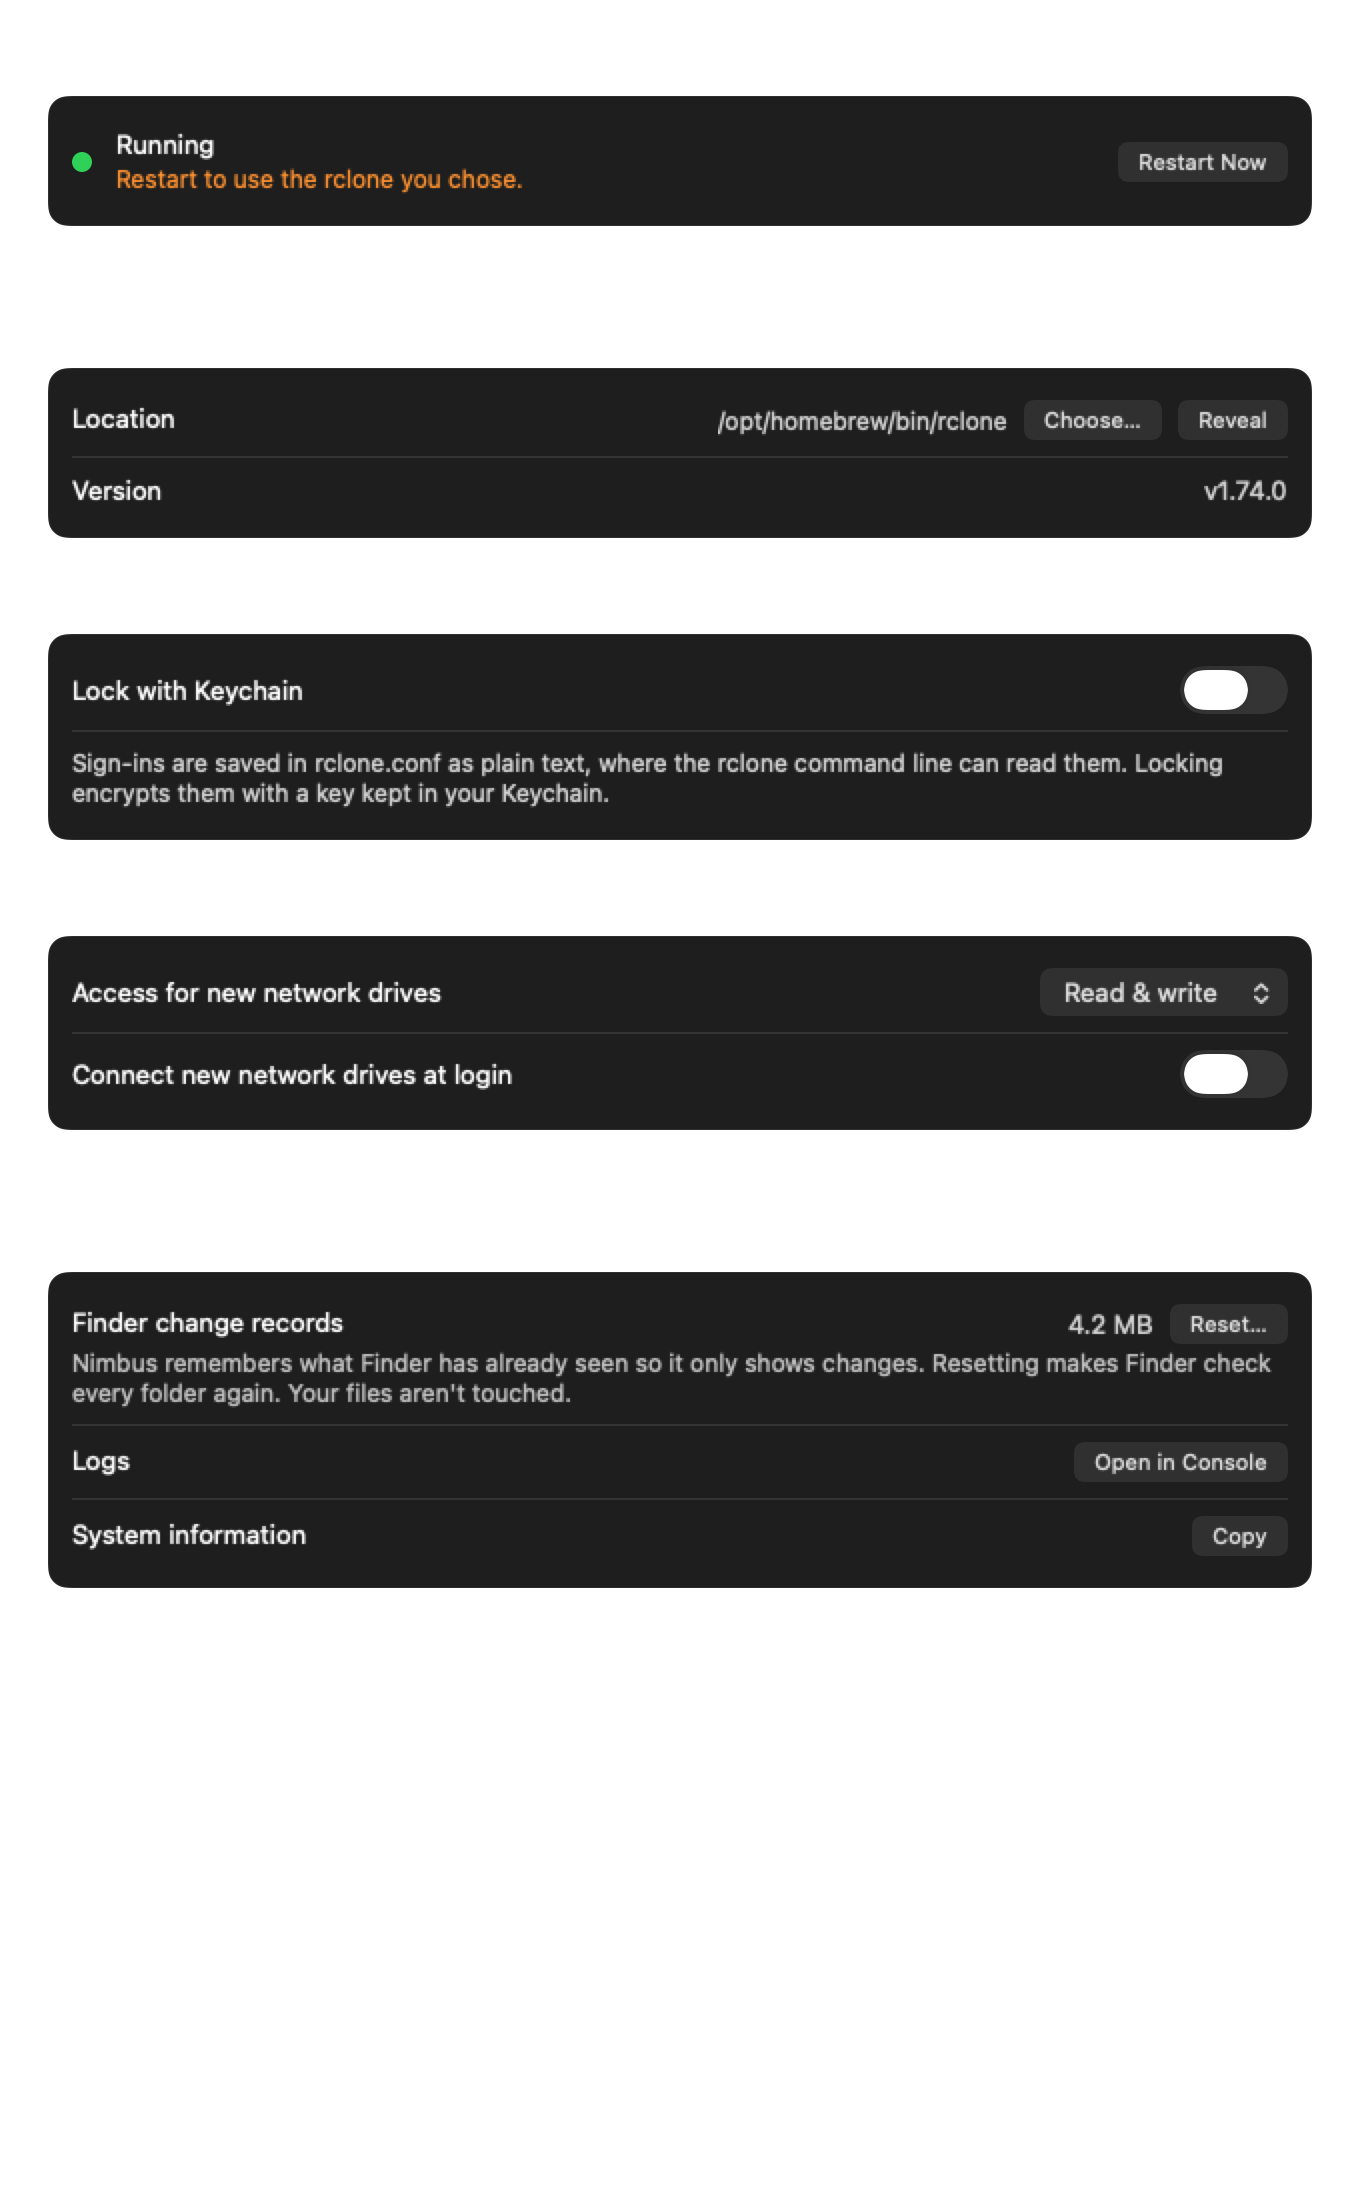 Running
Restart to use the rclone you chose.
Restart Now
Location
/opt/homebrew/bin/rclone
Choose...
Reveal
Version
v1.74.0
Lock with Keychain
Sign-ins are saved in rclone.conf as plain text, where the rclone command line can read them. Locking
encrypts them with a key kept in your Keychain.
Access for new network drives
Read & write
Connect new network drives at login
Finder change records
4.2 MB
Reset...
Nimbus remembers what Finder has already seen so it only shows changes. Resetting makes Finder check
every folder again. Your files aren't touched.
Logs
Open in Console
System information
Copy